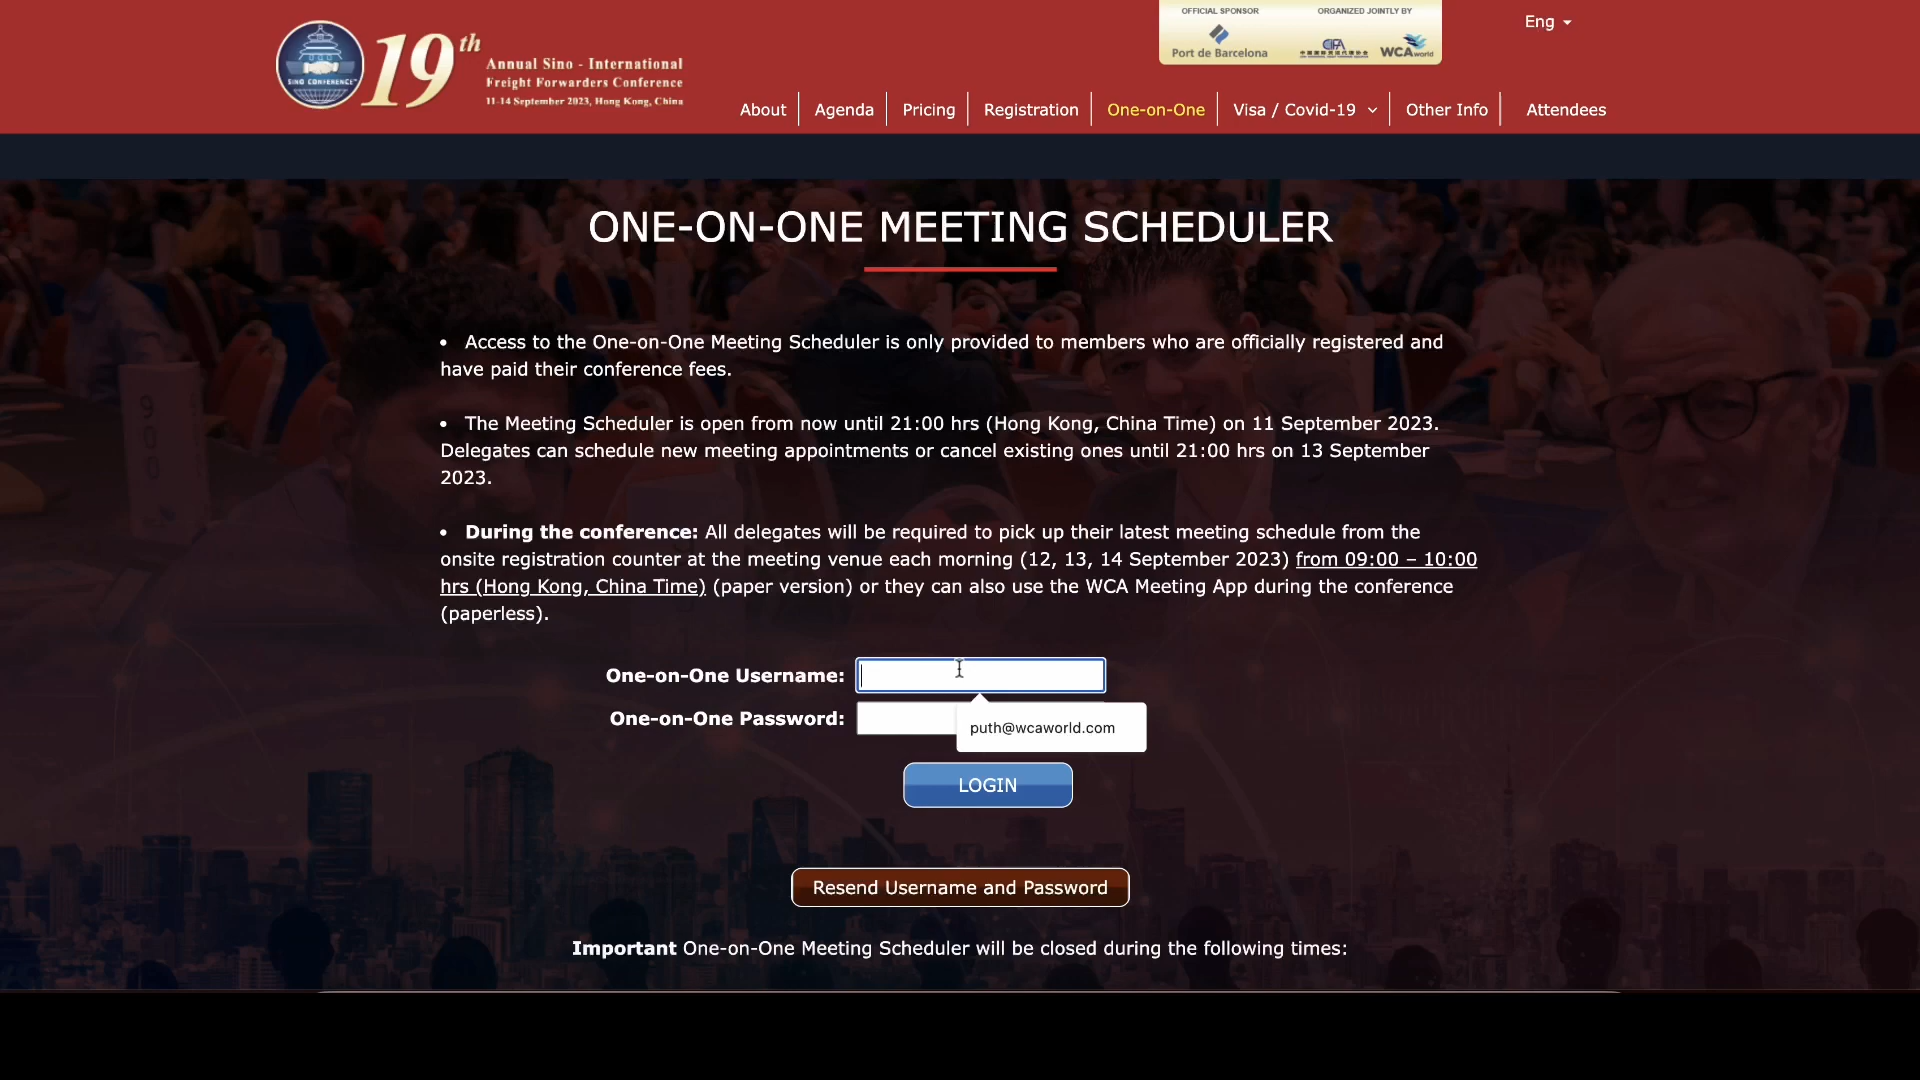 OFFICIAL SPONSOR
ORGANIZED JOINTLY BY
Port de Barcelona
CIFA
WCAworld
Eng
SINO CONFERENCE
19th
Annual Sino - International
Freight Forwarders Conference
11-14 September 2023, Hong Kong, China
About
Agenda
Pricing
Registration
One-on-One
Visa / Covid-19
Other Info
Attendees
ONE-ON-ONE MEETING SCHEDULER
• Access to the One-on-One Meeting Scheduler is only provided to members who are officially registered and
have paid their conference fees.
• The Meeting Scheduler is open from now until 21:00 hrs (Hong Kong, China Time) on 11 September 2023.
Delegates can schedule new meeting appointments or cancel existing ones until 21:00 hrs on 13 September
2023.
• During the conference: All delegates will be required to pick up their latest meeting schedule from the
onsite registration counter at the meeting venue each morning (12, 13, 14 September 2023) from 09:00 – 10:00
hrs (Hong Kong, China Time) (paper version) or they can also use the WCA Meeting App during the conference
(paperless).
One-on-One Username:
One-on-One Password:
puth@wcaworld.com
LOGIN
Resend Username and Password
Important One-on-One Meeting Scheduler will be closed during the following times: